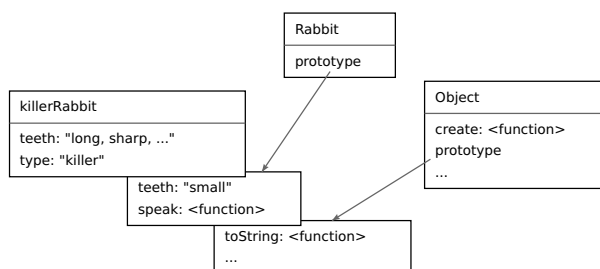 Rabbit
prototype
killerRabbit
teeth: "long, sharp, ..."
type: "killer"
Object
create: <function>
prototype
...
teeth: "small"
speak: <function>
toString: <function>
...